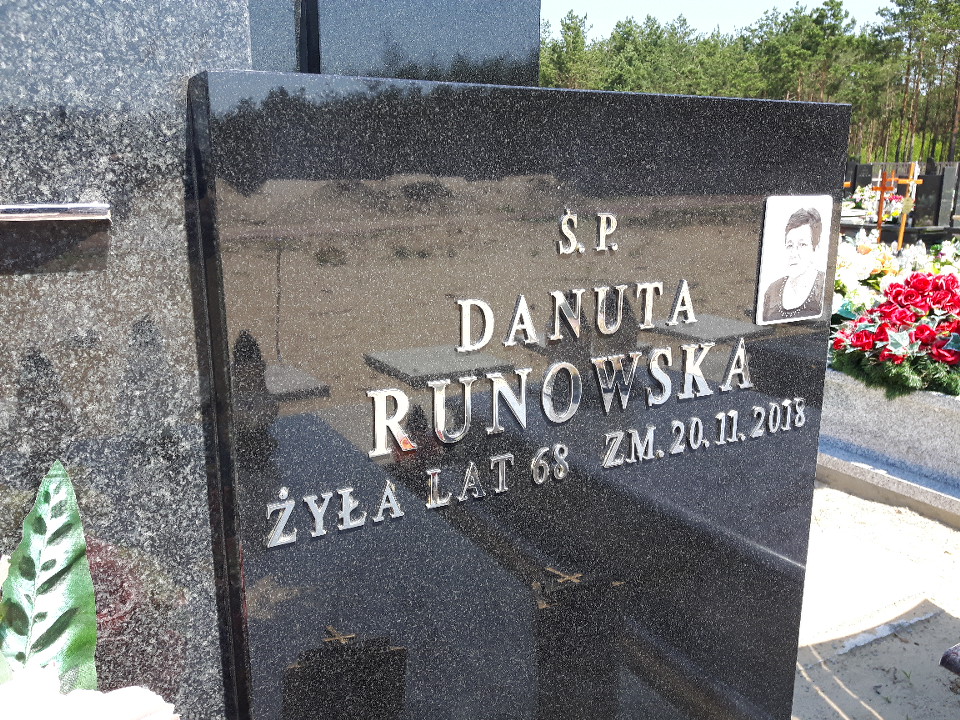 Ś.P.
DANUTA
RUNOWSKA
ŻYŁA LAT 68 ZM. 20.11.2018